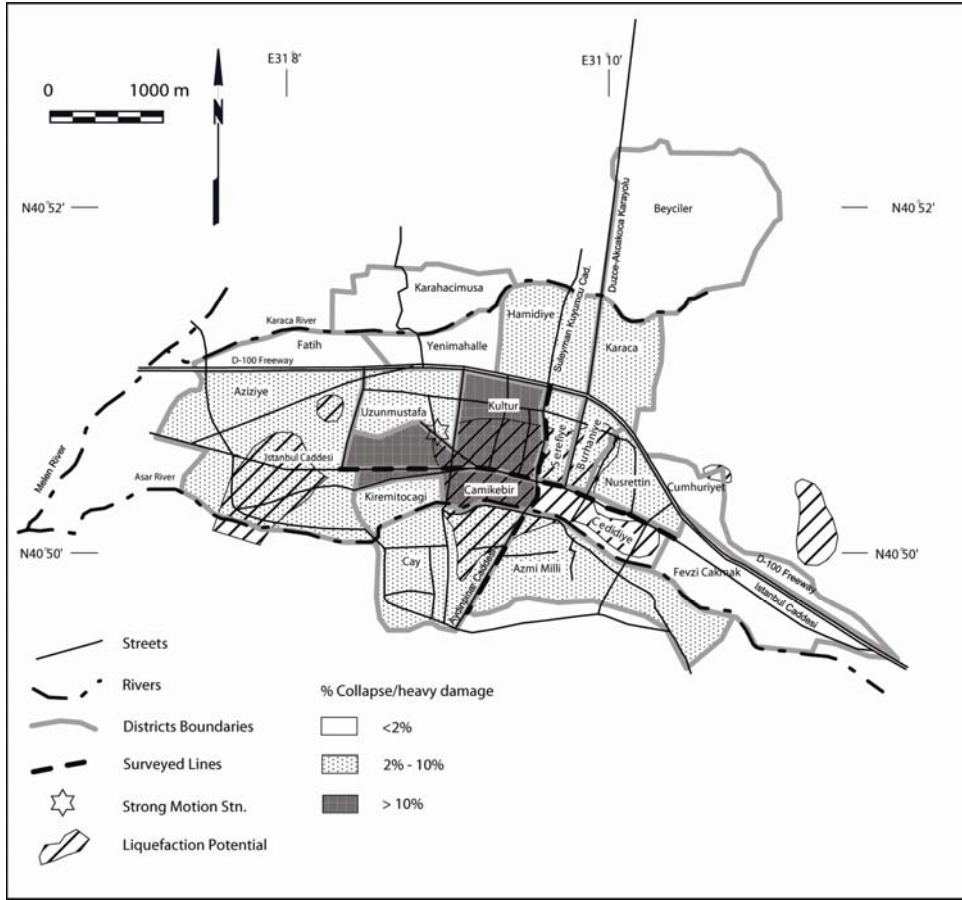 E31°8'
E31°10'
0 1000 m
N
N40°52'
N40°52'
Beyciler
Duzce-Akcakoca Karayolu
Suleyman Kuyumcu Cad.
Karahacimusa
Hamidiye
Karaca River
Fatih
Yenimahalle
Karaca
D-100 Freeway
Aziziye
Uzunmustafa
Kultur
Serefiye
Burhaniye
Melen River
Istanbul Caddesi
Asar River
Kiremitocagi
Camikebir
Nusrettin
Cumhuriyet
Cedidiye
N40°50'
N40°50'
Cay
Azmi Milli
Fevzi Cakmak
D-100 Freeway
Istanbul Caddesi
Aydinpinar Caddesi
Streets
Rivers
Districts Boundaries
Surveyed Lines
Strong Motion Stn.
Liquefaction Potential
% Collapse/heavy damage
<2%
2% - 10%
> 10%